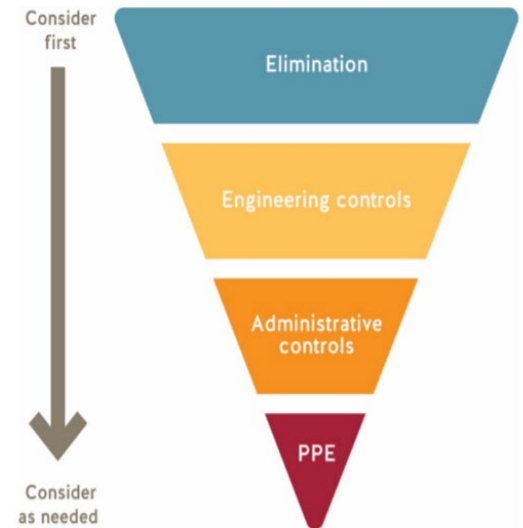 Consider
first
Elimination
Engineering controls
Administrative
controls
PPE
Consider
as needed